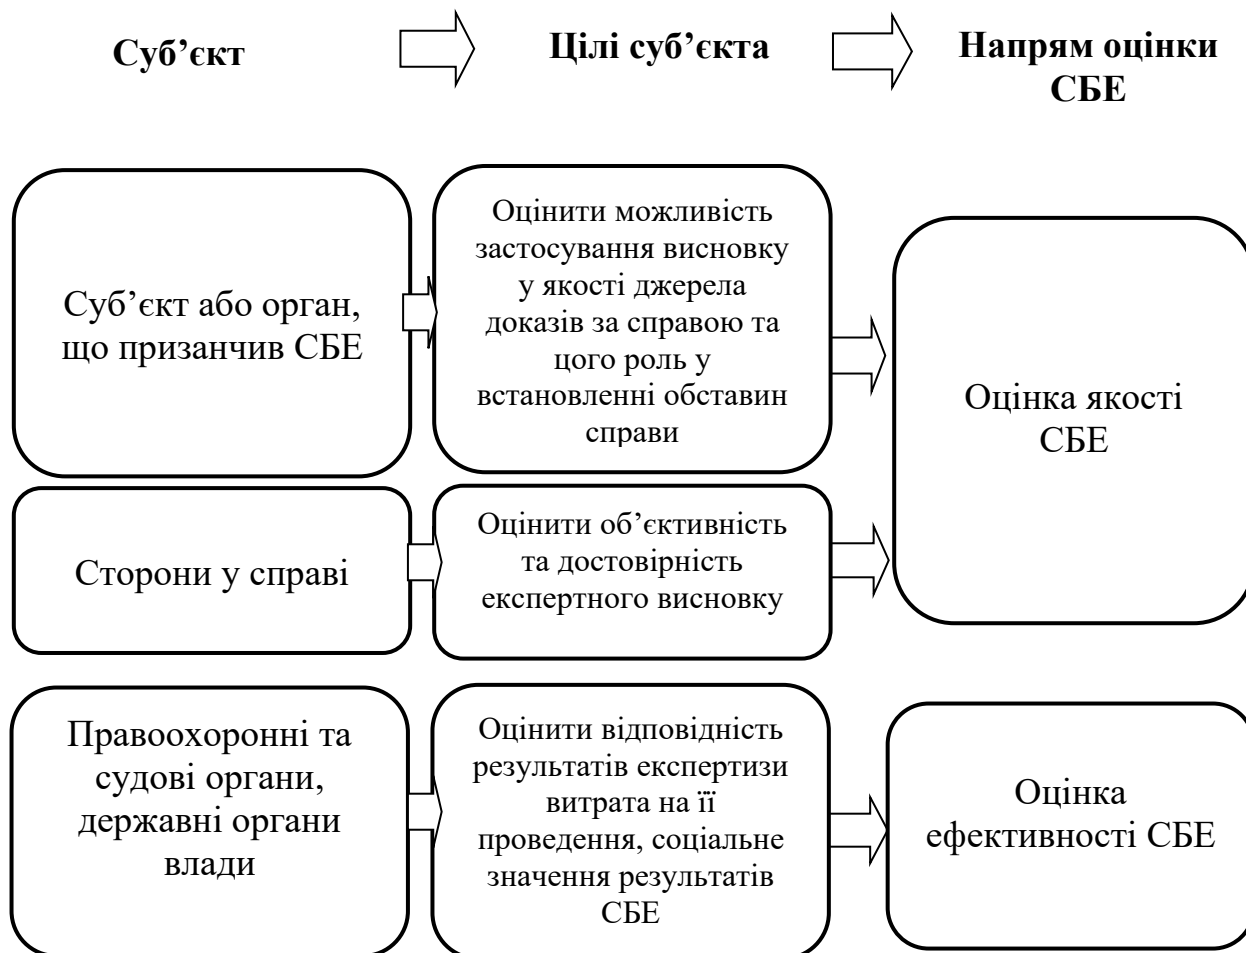 Суб’єкт
Цілі суб’єкта
Напрям оцінки
СБЕ
Суб’єкт або орган,
що призанчив СБЕ
Оцінити можливість
застосування висновку
у якості джерела
доказів за справою та
цого роль у
встановленні обставин
справи
Оцінка якості
СБЕ
Сторони у справі
Оцінити об’єктивність
та достовірність
експертного висновку
Правоохоронні та
судові органи,
державні органи
влади
Оцінити відповідність
результатів експертизи
витрата на її
проведення, соціальне
значення результатів
СБЕ
Оцінка
ефективності СБЕ